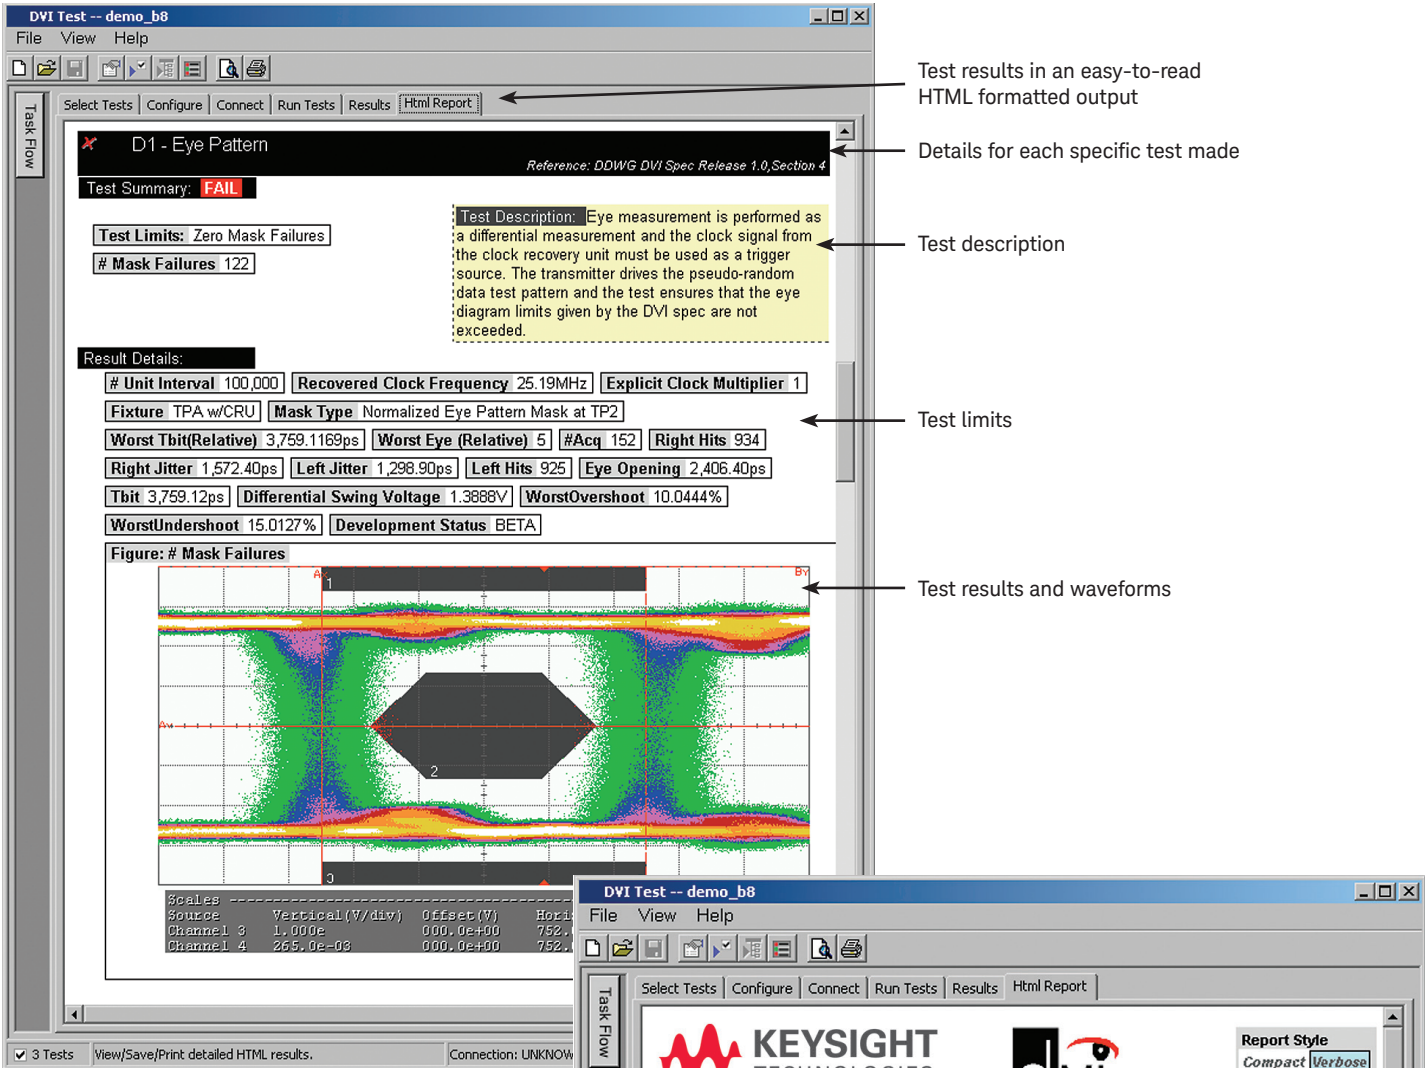 DVI Test -- demo_b8
File View Help
Task Flow
Select Tests Configure Connect Run Tests Results Html Report
D1 - Eye Pattern
Reference: DDWG DVI Spec Release 1.0,Section 4
Test Summary: FAIL
Test Limits: Zero Mask Failures
# Mask Failures 122
Test Description: Eye measurement is performed as
a differential measurement and the clock signal from
the clock recovery unit must be used as a trigger
source. The transmitter drives the pseudo-random
data test pattern and the test ensures that the eye
diagram limits given by the DVI spec are not
exceeded.
Result Details:
# Unit Interval 100,000 Recovered Clock Frequency 25.19MHz Explicit Clock Multiplier 1
Fixture TPA w/CRU Mask Type Normalized Eye Pattern Mask at TP2
Worst Tbit(Relative) 3,759.1169ps Worst Eye (Relative) 5 #Acq 152 Right Hits 934
Right Jitter 1,572.40ps Left Jitter 1,298.90ps Left Hits 925 Eye Opening 2,406.40ps
Tbit 3,759.12ps Differential Swing Voltage 1.3888V WorstOvershoot 10.0444%
WorstUndershoot 15.0127% Development Status BETA
Figure: # Mask Failures
1
2
3
Scales
Source Vertical(V/div) Offset(V)
Channel 3 1.000e 000.0e+00
Channel 4 265.0e-03 000.0e+00
3 Tests View/Save/Print detailed HTML results. Connection:
Test results in an easy-to-read
HTML formatted output
Details for each specific test made
Test description
Test limits
Test results and waveforms
DVI Test -- demo_b8
File View Help
Task Flow
Select Tests Configure Connect Run Tests Results Html Report
KEYSIGHT
TECHNOLOGIES
Report Style
Compact Verbose